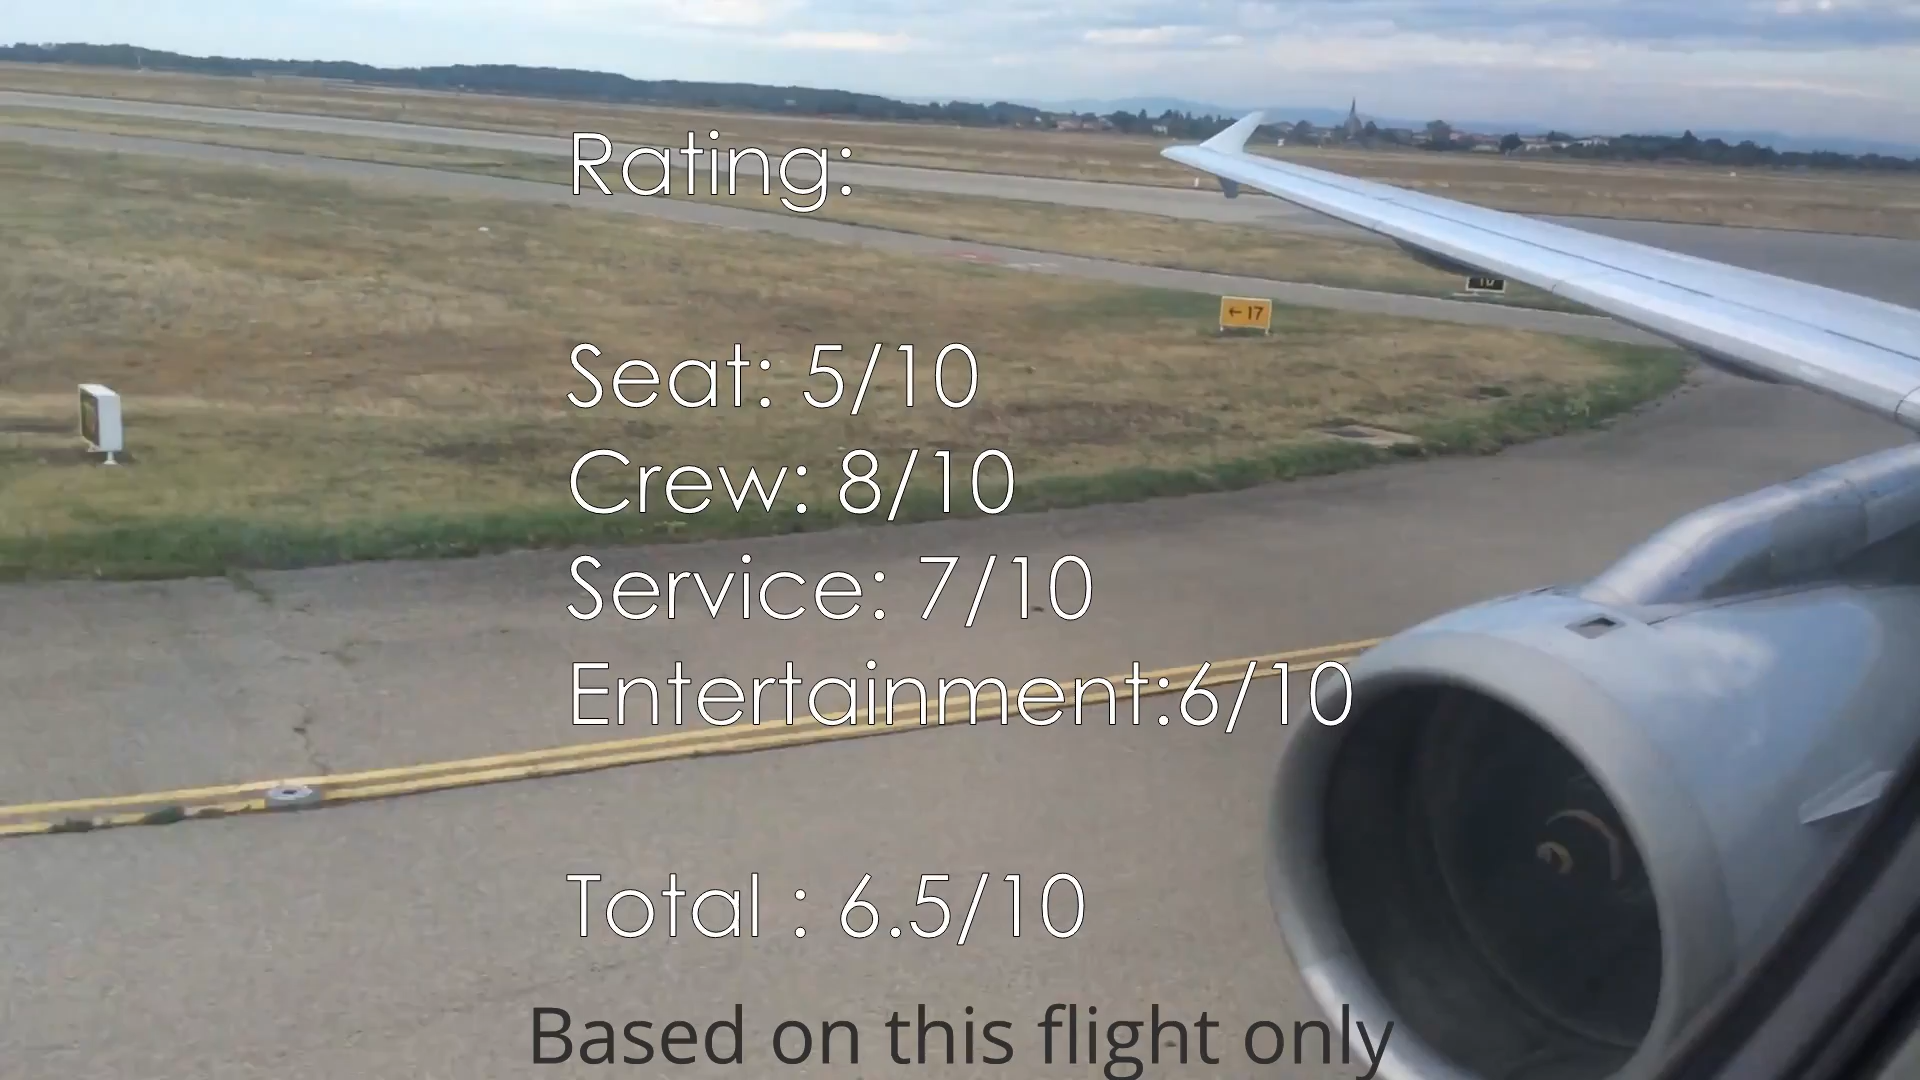 Rating:
← 17
Seat: 5/10
Crew: 8/10
Service: 7/10
Entertainment:6/10
Total : 6.5/10
Based on this flight only